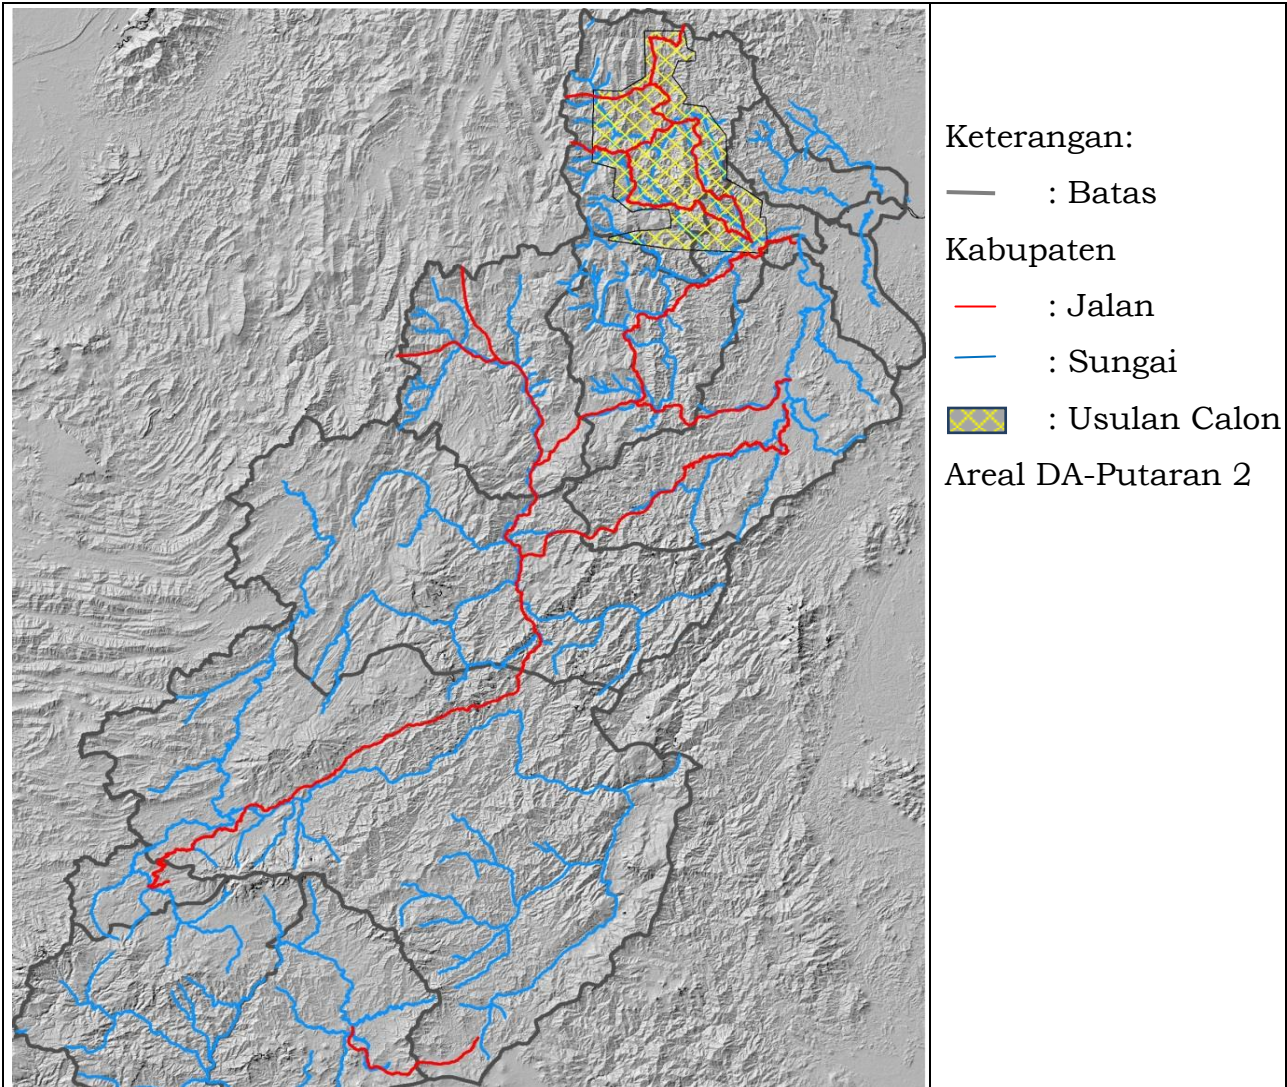 Keterangan:
: Batas
Kabupaten
: Jalan
: Sungai
: Usulan Calon
Areal DA-Putaran 2